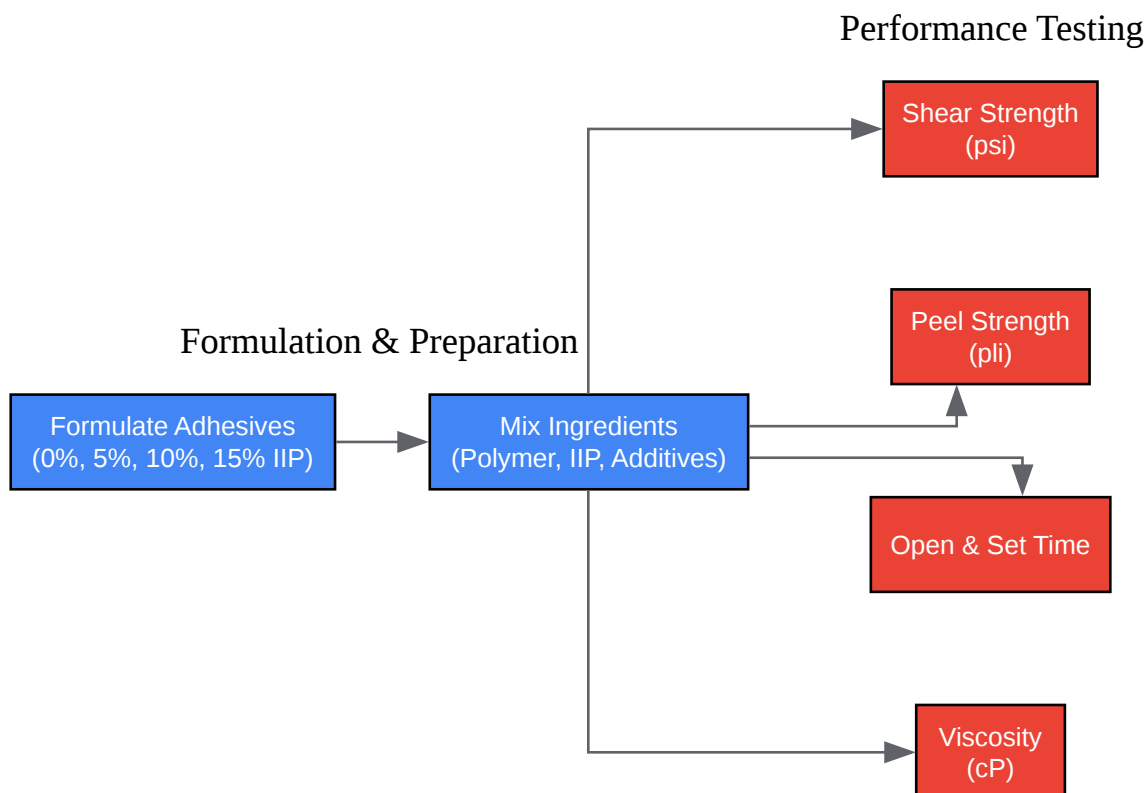 Performance Testing
Shear Strength
(psi)
Peel Strength
(pli)
Formulation & Preparation
Formulate Adhesives
(0%, 5%, 10%, 15% IIP)
Mix Ingredients
(Polymer, IIP, Additives)
Open & Set Time
Viscosity
(cP)